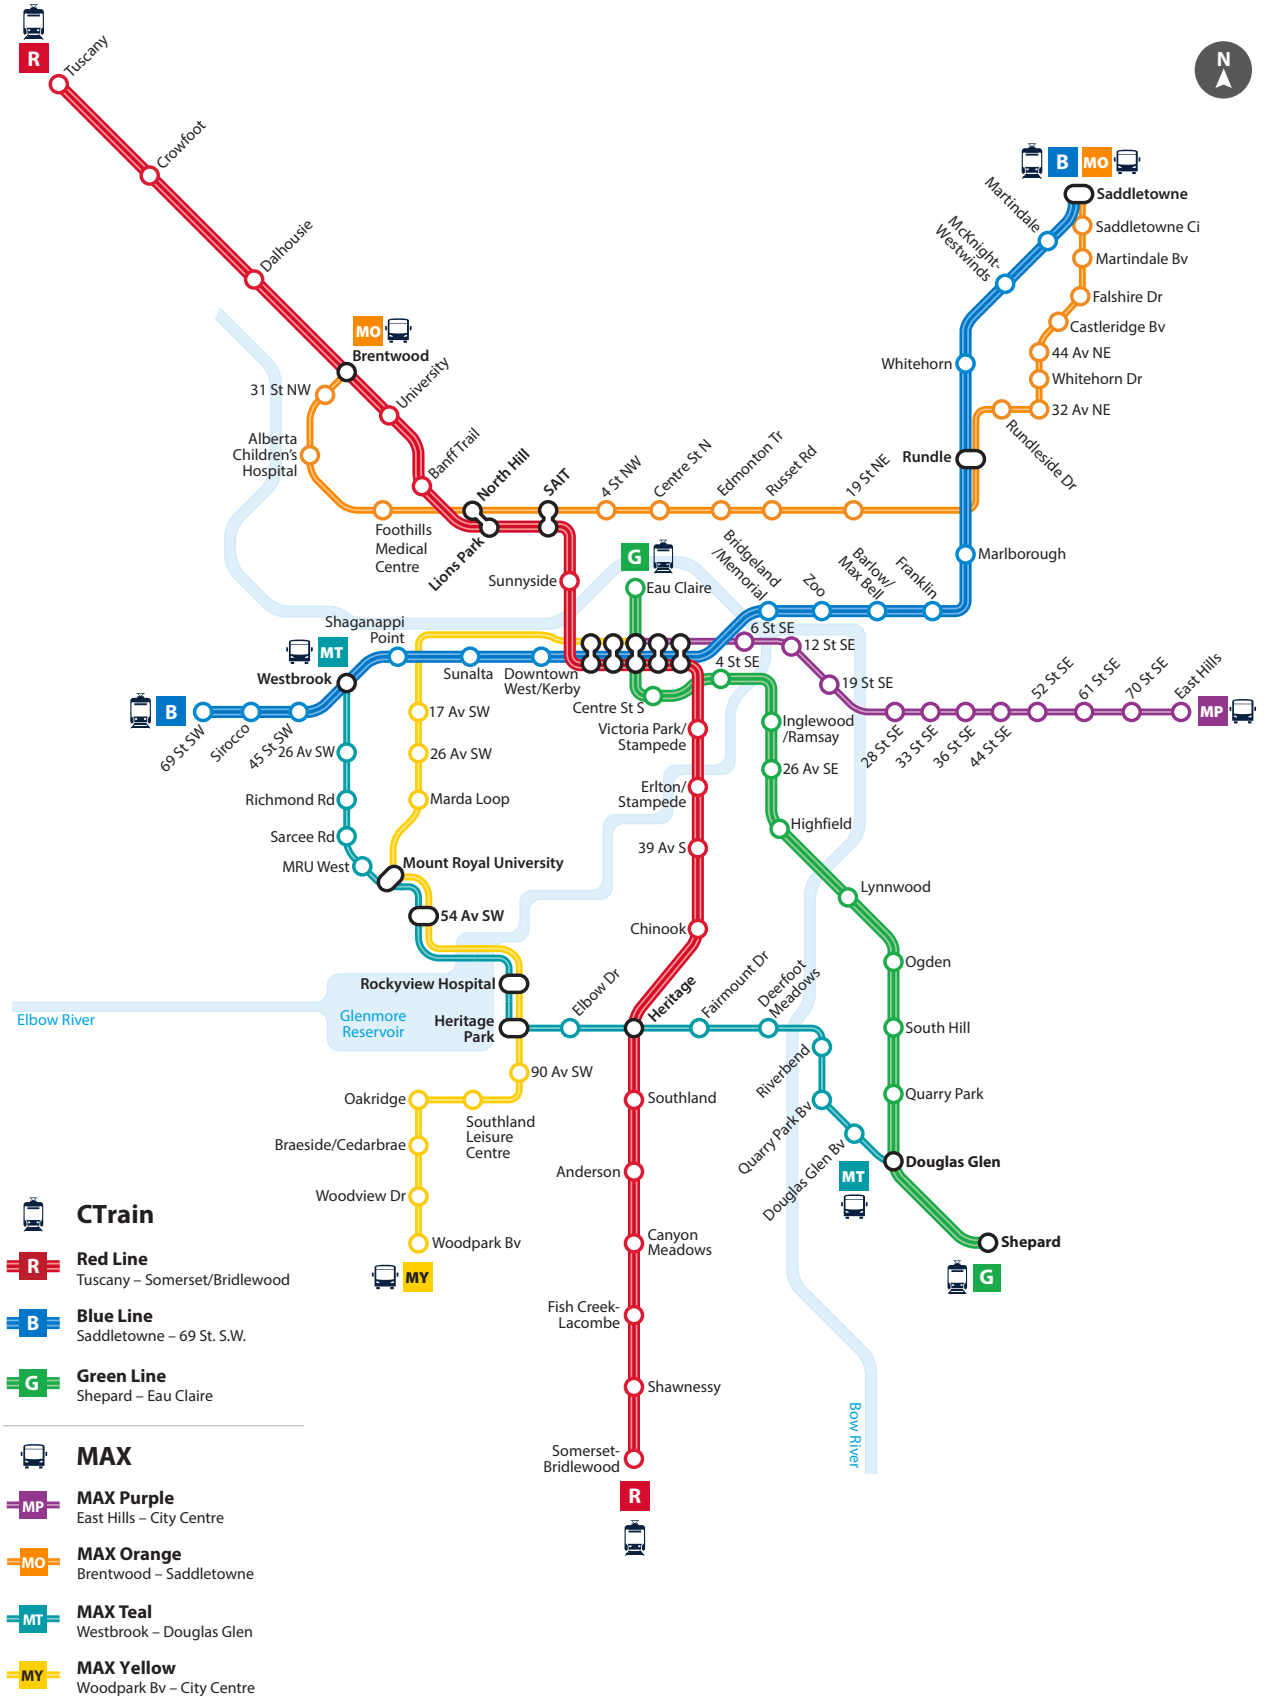 R
Tuscany
Crowfoot
Dalhousie
MO
Brentwood
University
Banff Trail
31 St NW
Alberta
Children's
Hospital
Foothills
Medical
Centre
North Hill
Lions Park
SAIT
4 St NW
Centre St N
Edmonton Tr
Russet Rd
19 St NE
N
B
MO
Saddletowne
Martindale
McKnight-
Westwinds
Saddletowne Ci
Martindale Bv
Falshire Dr
Castleridge Bv
44 Av NE
Whitehorn Dr
32 Av NE
Rundleside Dr
Whitehorn
Rundle
Marlborough
Franklin
Barlow/
Max Bell
Zoo
Bridgeland
/Memorial
G
Eau Claire
Sunnyside
Shaganappi
Point
MT
Westbrook
B
69 St SW
Sirocco
45 St SW
Sunalta
Downtown
West/Kerby
Centre St S
4 St SE
6 St SE
12 St SE
19 St SE
28 St SE
33 St SE
36 St SE
44 St SE
52 St SE
61 St SE
70 St SE
East Hills
MP
17 Av SW
26 Av SW
Marda Loop
26 Av SW
Richmond Rd
Sarcee Rd
MRU West
Mount Royal University
54 Av SW
Rockyview Hospital
Heritage
Park
Victoria Park/
Stampede
Erlton/
Stampede
39 Av S
Chinook
Heritage
Inglewood
/Ramsay
26 Av SE
Highfield
Lynnwood
Ogden
South Hill
Quarry Park
Douglas Glen
Shepard
G
Elbow River
Glenmore
Reservoir
Elbow Dr
Fairmount Dr
Deerfoot
Meadows
Riverbend
Quarry Park Bv
Douglas Glen Bv
MT
90 Av SW
Southland
Leisure
Centre
Oakridge
Braeside/Cedarbrae
Woodview Dr
Woodpark Bv
MY
Southland
Anderson
Canyon
Meadows
Fish Creek-
Lacombe
Shawnessy
Somerset-
Bridlewood
R
Bow River
CTrain
R
Red Line
Tuscany – Somerset/Bridlewood
B
Blue Line
Saddletowne – 69 St. S.W.
G
Green Line
Shepard – Eau Claire
MAX
MP
MAX Purple
East Hills – City Centre
MO
MAX Orange
Brentwood – Saddletowne
MT
MAX Teal
Westbrook – Douglas Glen
MY
MAX Yellow
Woodpark Bv – City Centre